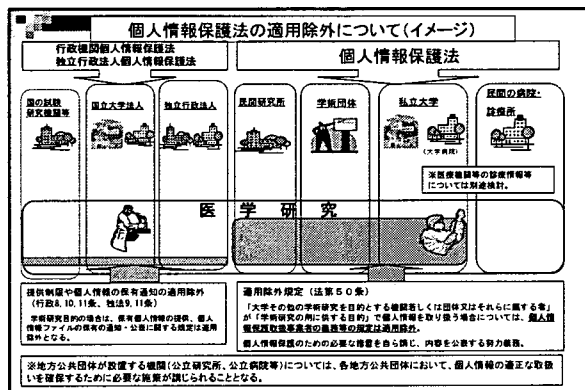 個人情報保護法の適用除外について(イメージ)
行政機関個人情報保護法
独立行政法人個人情報保護法
個人情報保護法
国の試験
研究機関等
国立大学法人
独立行政法人
民間研究所
学術団体
私立大学
(大学病院)
民間の病院・
診療所
※医療機関等の診療情報等
については別途検討。
医 学 研 究
提供制限や個人情報の保有通知の適用除外
(行政8,10,11条、独法9,11条)
学術研究目的の場合は、保有個人情報の提供、個人
情報ファイルの保有の通知・公表に関する規定は適用
除外となる。
適用除外規定(法第50条)
「大学その他の学術研究を目的とする機関若しくは団体又はそれらに属する者」
が「学術研究の用に供する目的」で個人情報を取り扱う場合については、個人情
報保護取扱事業者の義務等の規定は適用除外。
個人情報保護のための必要な措置を自ら講じ、内容を公表する努力義務。
※地方公共団体が設置する機関(公立研究所、公立病院等)については、各地方公共団体において、個人情報の適正な取扱
いを確保するために必要な施策が講じられることとなる。